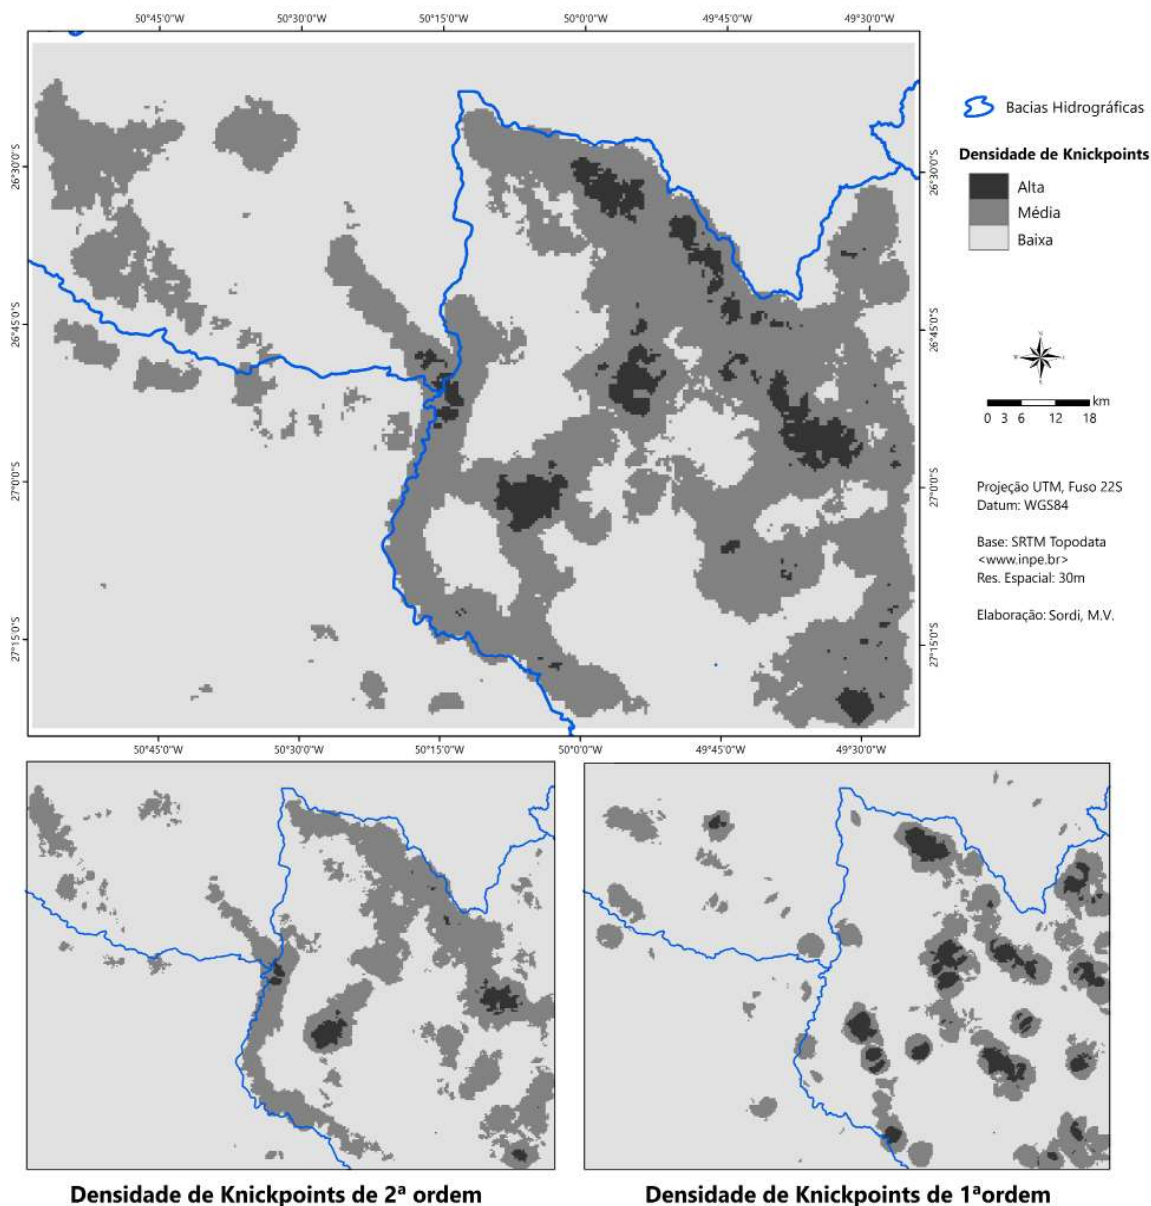 50°45'0"W 50°30'0"W 50°15'0"W 50°0'0"W 49°45'0"W 49°30'0"W
Bacias Hidrográficas
Densidade de Knickpoints
Alta
Média
Baixa
26°30'0"S 26°30'0"S
26°45'0"S 26°45'0"S
27°0'0"S 27°0'0"S
27°15'0"S 27°15'0"S
km
0 3 6 12 18
Projeção UTM, Fuso 22S
Datum: WGS84
Base: SRTM Topodata
<www.inpe.br>
Res. Espacial: 30m
Elaboração: Sordi, M.V.
50°45'0"W 50°30'0"W 50°15'0"W 50°0'0"W 49°45'0"W 49°30'0"W
Densidade de Knickpoints de 2ª ordem
Densidade de Knickpoints de 1ªordem